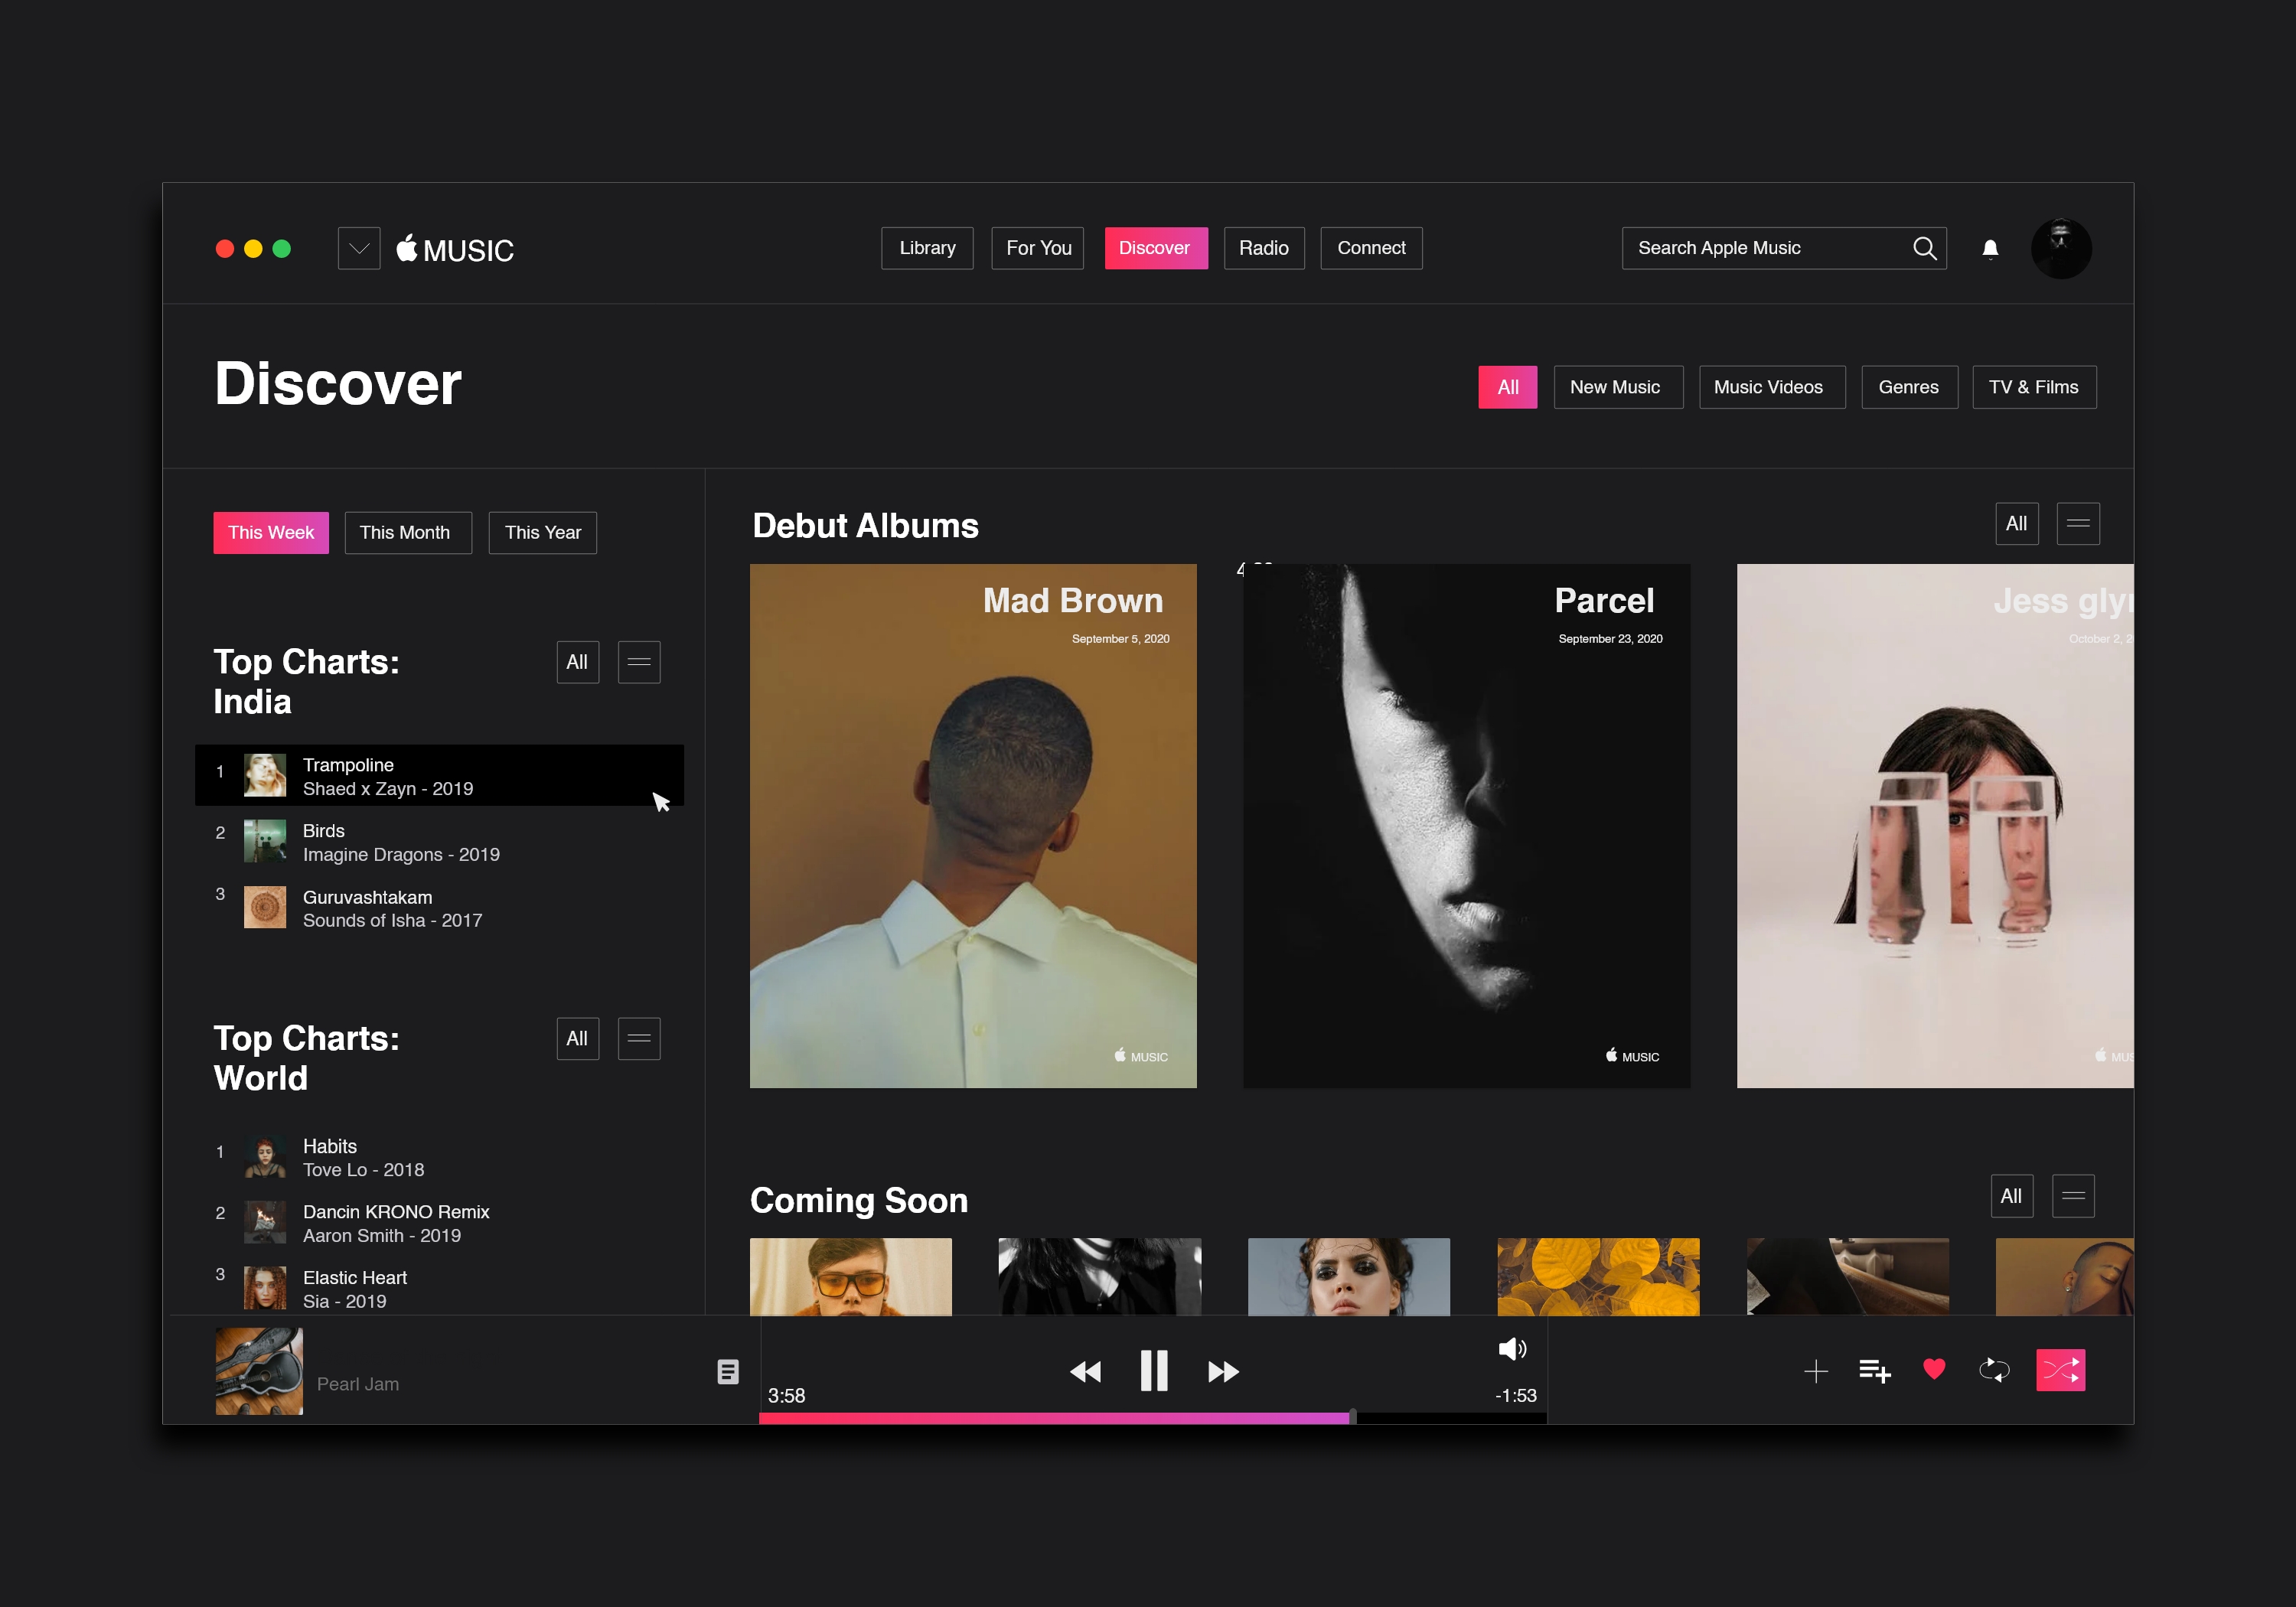 MUSIC
Library
For You
Discover
Radio
Connect
Search Apple Music
Discover
All
New Music
Music Videos
Genres
TV & Films
This Week
This Month
This Year
Top Charts:
India
All
1
Trampoline
Shaed x Zayn - 2019
2
Birds
Imagine Dragons - 2019
3
Guruvashtakam
Sounds of Isha - 2017
Top Charts:
World
All
1
Habits
Tove Lo - 2018
2
Dancin KRONO Remix
Aaron Smith - 2019
3
Elastic Heart
Sia - 2019
Debut Albums
All
Mad Brown
September 5, 2020
MUSIC
Parcel
September 23, 2020
MUSIC
Jess gly
October 2, 2
MUS
Coming Soon
All
Pearl Jam
3:58
-1:53